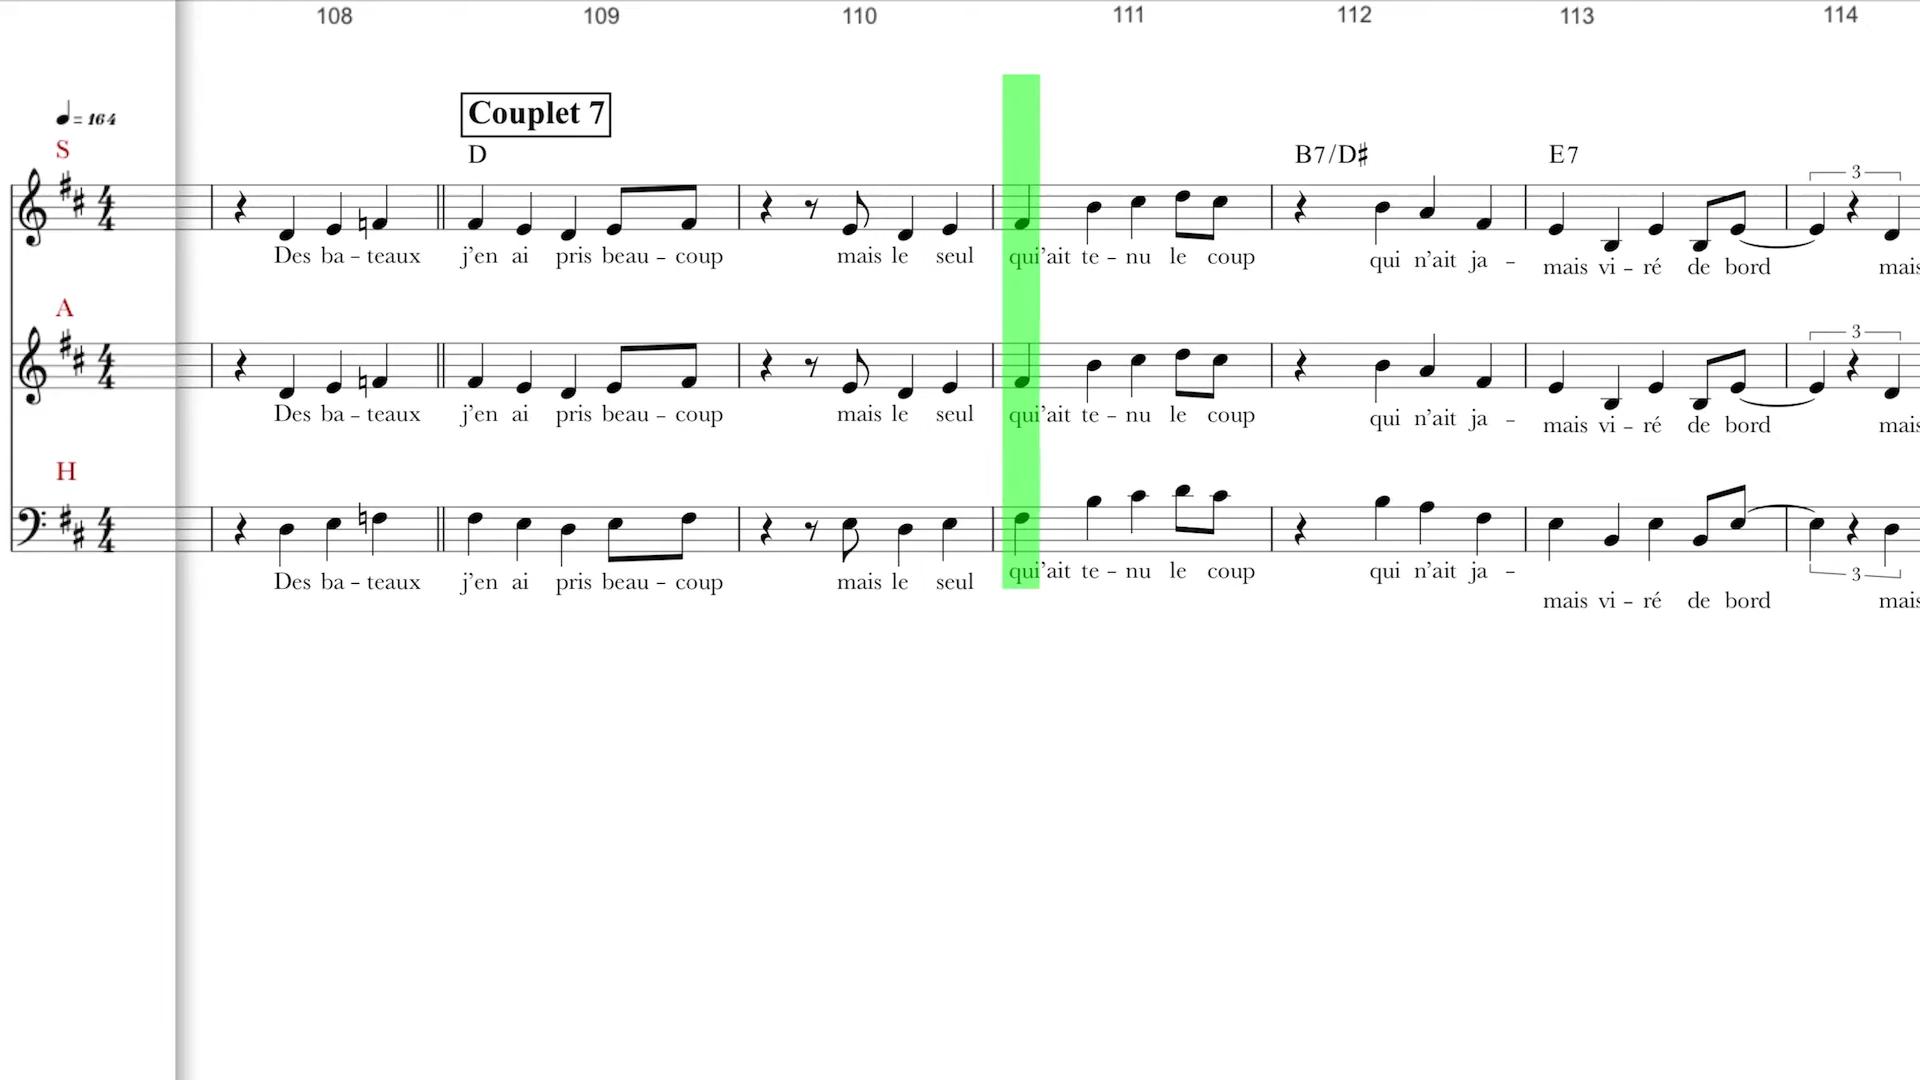 108 109 110 111 112 113 114
Couplet 7
♩= 164
S
D B7/D♯ E7
3
Des ba – teaux j'en ai pris beau – coup mais le seul qui'ait te – nu le coup qui n'ait ja – mais vi – ré de bord mais
A
3
Des ba – teaux j'en ai pris beau – coup mais le seul qui'ait te – nu le coup qui n'ait ja – mais vi – ré de bord mais
H
3
Des ba – teaux j'en ai pris beau – coup mais le seul qui'ait te – nu le coup qui n'ait ja – mais vi – ré de bord mais